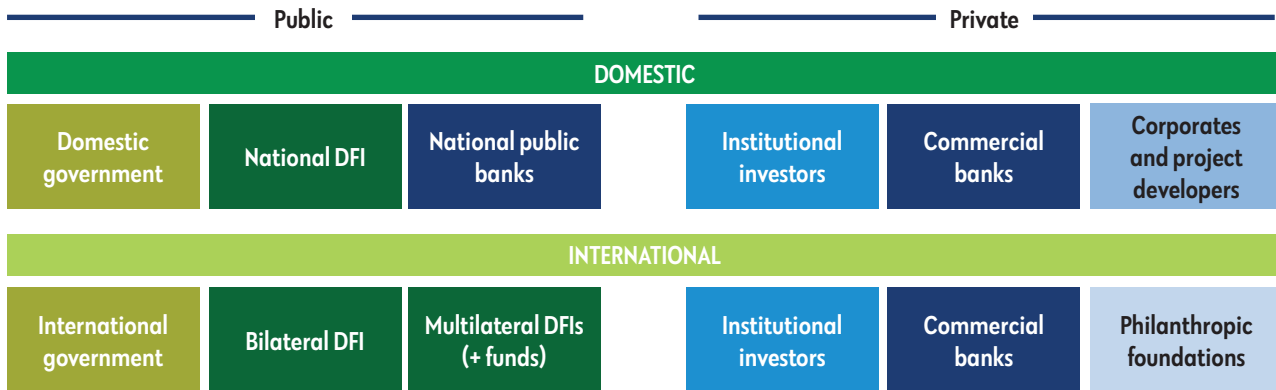 Public
Private
DOMESTIC
Domestic
government
National DFI
National public
banks
Institutional
investors
Commercial
banks
Corporates
and project
developers
INTERNATIONAL
International
government
Bilateral DFI
Multilateral DFIs
(+ funds)
Institutional
investors
Commercial
banks
Philanthropic
foundations